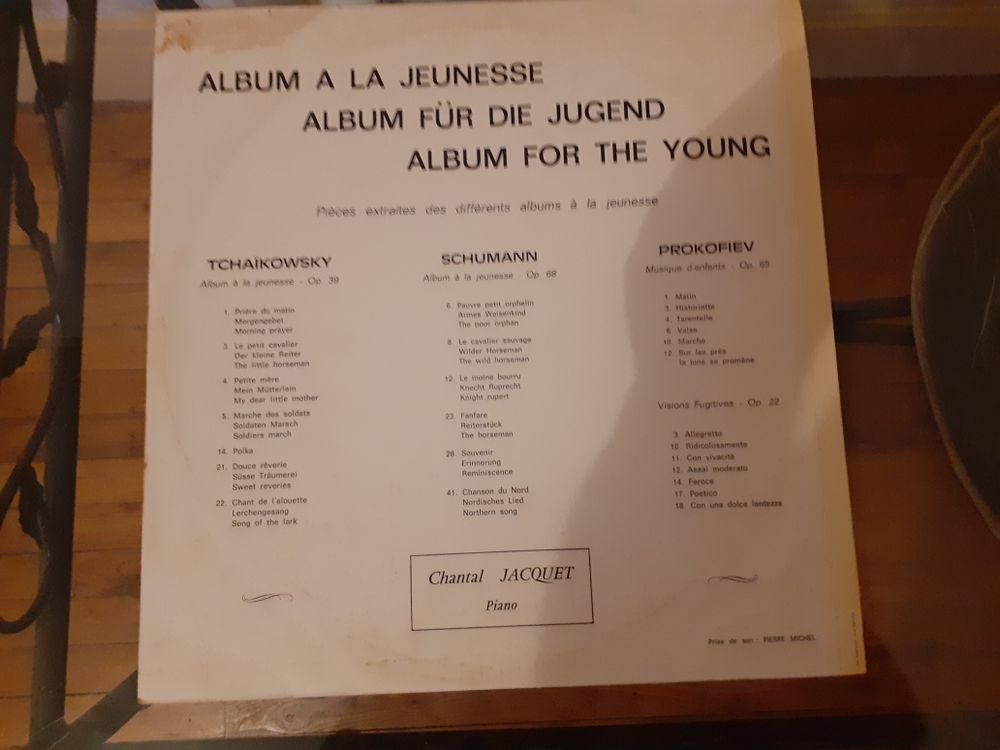 ALBUM A LA JEUNESSE
ALBUM FÜR DIE JUGEND
ALBUM FOR THE YOUNG
Pièces extraites des différents albums à la jeunesse
TCHAÏKOWSKY
Album à la jeunesse - Op. 39
1. Prière du matin
Morgengebet
Morning prayer
3. Le petit cavalier
Der kleine Reiter
The little horseman
4. Petite mère
Mein Mütterlein
My dear little mother
5. Marche des soldats
Soldaten Marsch
Soldiers march
14. Polka
21. Douce rêverie
Süsse Träumerei
Sweet reveries
22. Chant de l'alouette
Lerchengesang
Song of the lark
SCHUMANN
Album à la jeunesse - Op. 68
6. Pauvre petit orphelin
Armes Waisenkind
The poor orphan
8. Le cavalier sauvage
Wilder Horseman
The wild horseman
12. Le moine bourru
Knecht Ruprecht
Knight rupert
23. Fanfare
Reiterstück
The horseman
28. Souvenir
Erinnerung
Reminiscence
41. Chanson du Nord
Nordisches Lied
Northern song
PROKOFIEV
Musique d'enfants - Op. 65
1. Matin
3. Historiette
4. Tarentelle
6. Valse
10. Marche
12. Sur les prés
la lune se promène
Visions Fugitives - Op. 22
3. Allegretto
10. Ridicolosamente
11. Con vivacità
12. Assai moderato
14. Feroce
17. Poetico
18. Con una dolce lentezza
Chantal JACQUET
Piano
Prise de son : PIERRE MICHEL